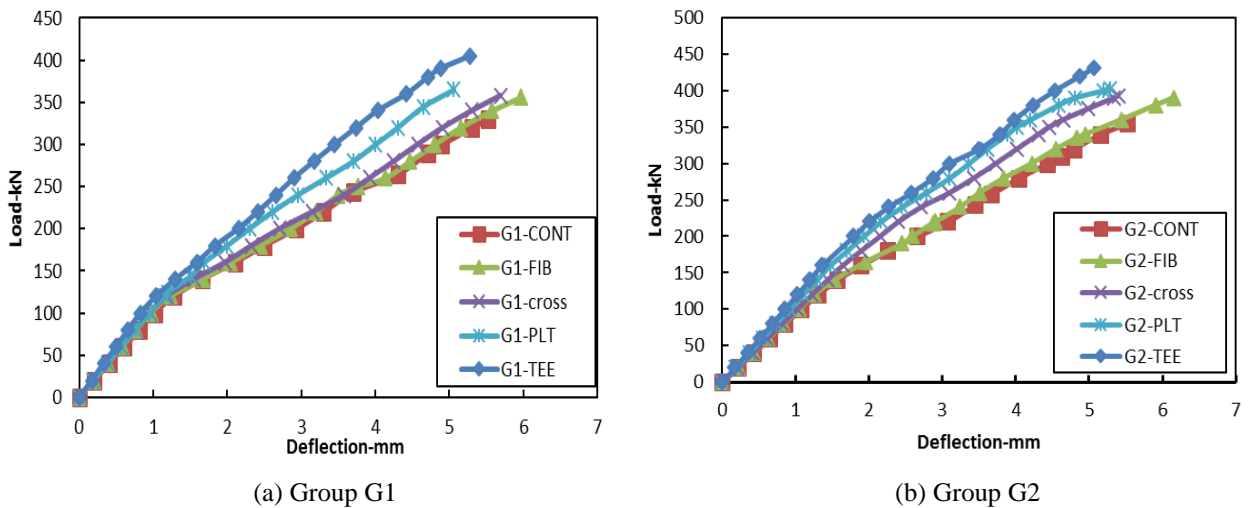 450
400
350
300
250
200
150
100
50
0
Load-kN
0 1 2 3 4 5 6 7
Deflection-mm
G1-CONT
G1-FIB
G1-cross
G1-PLT
G1-TEE
(a) Group G1
500
450
400
350
300
250
200
150
100
50
0
Load-kN
0 1 2 3 4 5 6 7
Deflection-mm
G2-CONT
G2-FIB
G2-cross
G2-PLT
G2-TEE
(b) Group G2